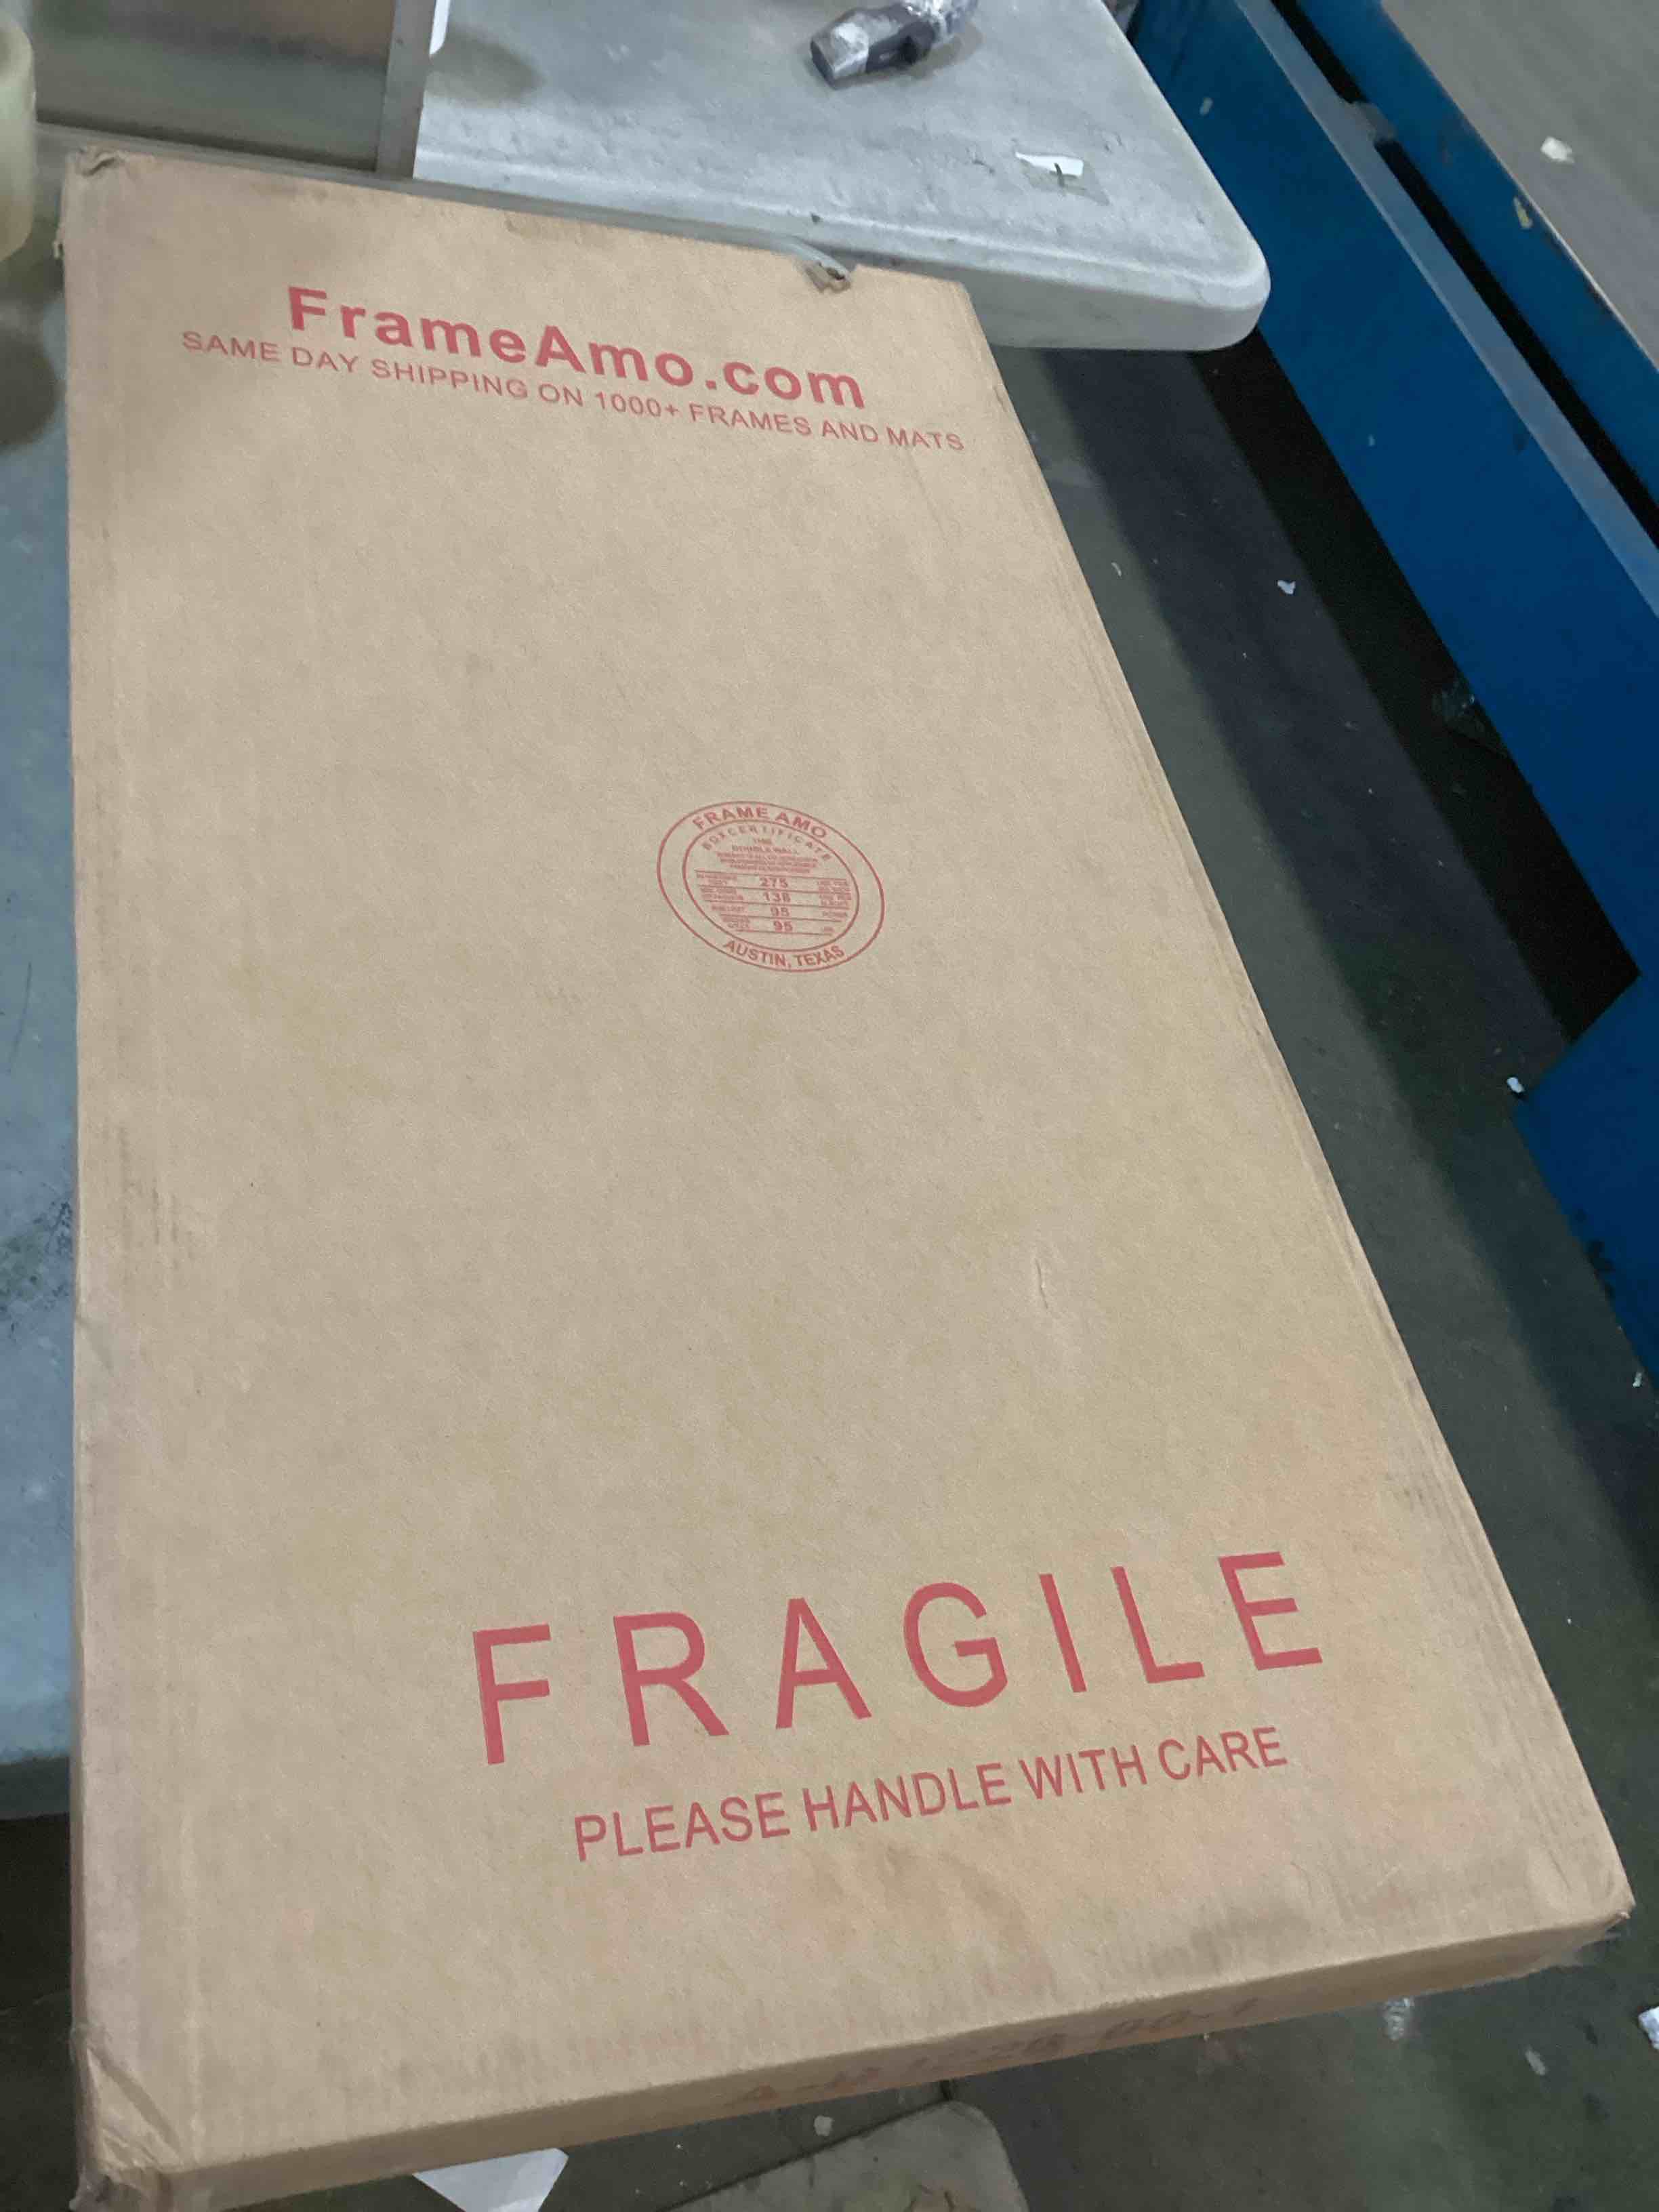 FrameAmo.com
SAME DAY SHIPPING ON 1000+ FRAMES AND MATS
FRAME AMO
BOX CERTIFICATE
DOUBLE WALL
275
138
95
95
AUSTIN, TEXAS
FRAGILE
PLEASE HANDLE WITH CARE